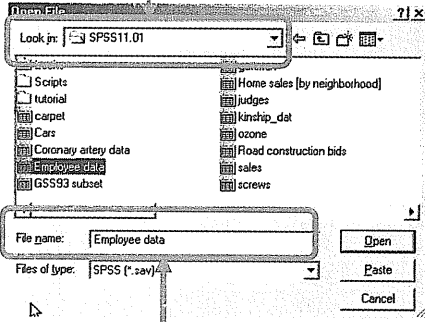 Open File
? x
Look in: SPSS11.01
Scripts
tutorial
carpet
Cars
Coronary artery data
Employee data
GSS93 subset
Home sales [by neighborhood]
judges
kinship_dat
ozone
Road construction bids
sales
screws
File name: Employee data
Open
Files of type: SPSS (*.sav)
Paste
Cancel